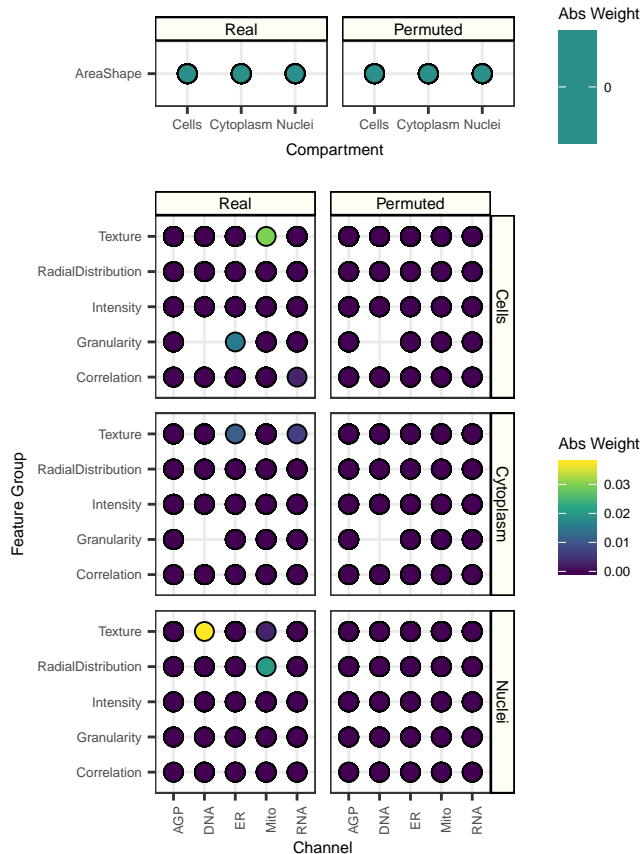 Abs Weight
0
Real
Permuted
AreaShape
Cells Cytoplasm Nuclei
Cells Cytoplasm Nuclei
Compartment
Real
Permuted
Texture
RadialDistribution
Intensity
Granularity
Correlation
Cells
Texture
RadialDistribution
Intensity
Granularity
Correlation
Cytoplasm
Texture
RadialDistribution
Intensity
Granularity
Correlation
Nuclei
Feature Group
Abs Weight
0.03
0.02
0.01
0.00
AGP
DNA
ER
Mito
RNA
AGP
DNA
ER
Mito
RNA
Channel